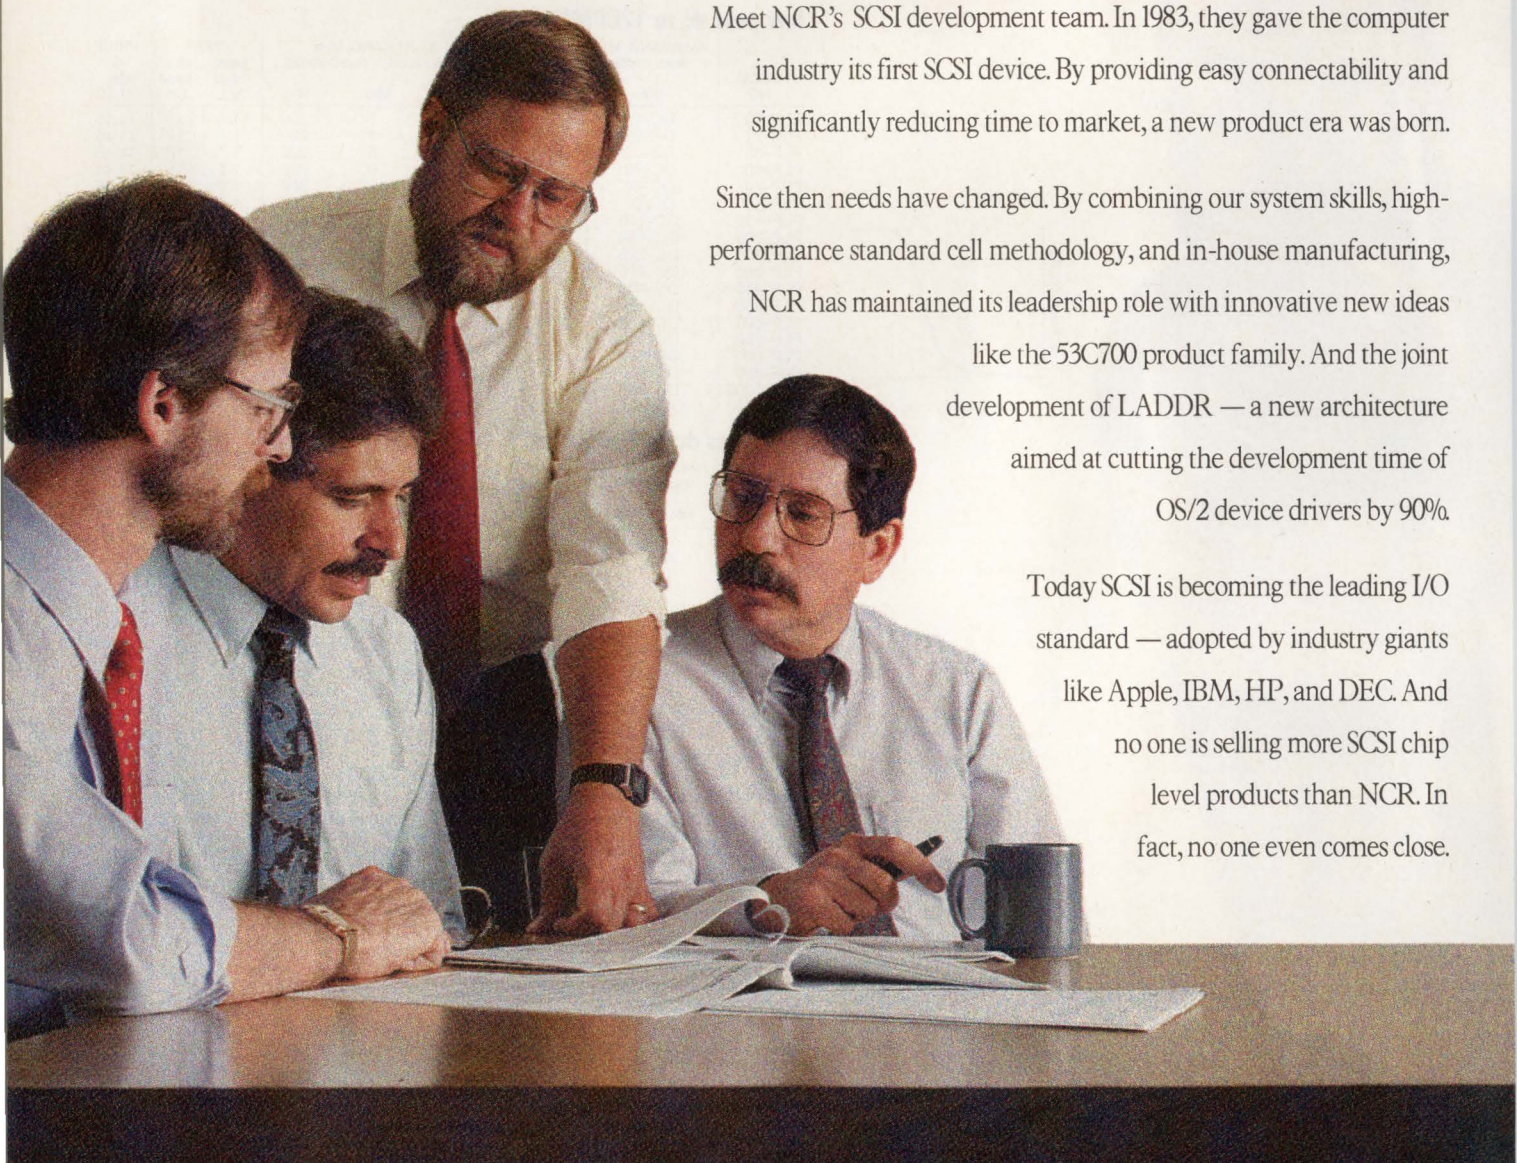 Meet NCR's SCSI development team. In 1983, they gave the computer
industry its first SCSI device. By providing easy connectability and
significantly reducing time to market, a new product era was born.
Since then needs have changed. By combining our system skills, high-
performance standard cell methodology, and in-house manufacturing,
NCR has maintained its leadership role with innovative new ideas
like the 53C700 product family. And the joint
development of LADDR — a new architecture
aimed at cutting the development time of
OS/2 device drivers by 90%.
Today SCSI is becoming the leading I/O
standard — adopted by industry giants
like Apple, IBM, HP, and DEC. And
no one is selling more SCSI chip
level products than NCR. In
fact, no one even comes close.